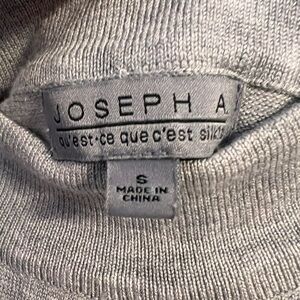 JOSEPH A.
qu'est-ce que c'est silk?
S
MADE IN
CHINA